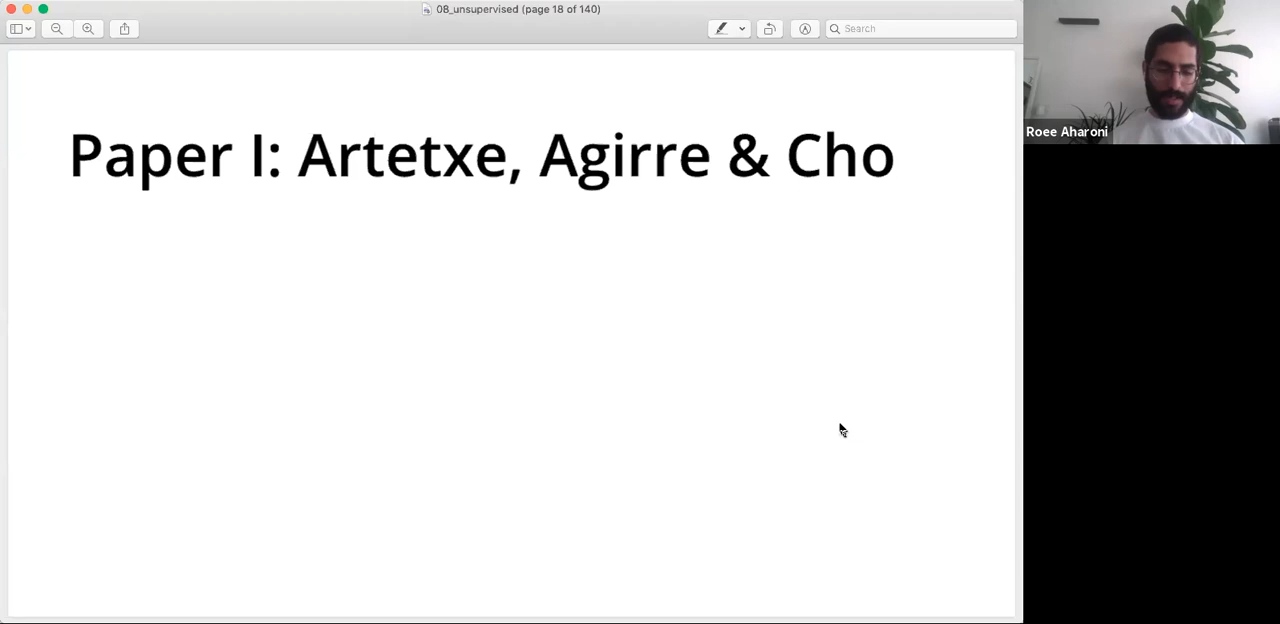 08_unsupervised (page 18 of 140)
Search
Paper I: Artetxe, Agirre & Cho
Roee Aharoni